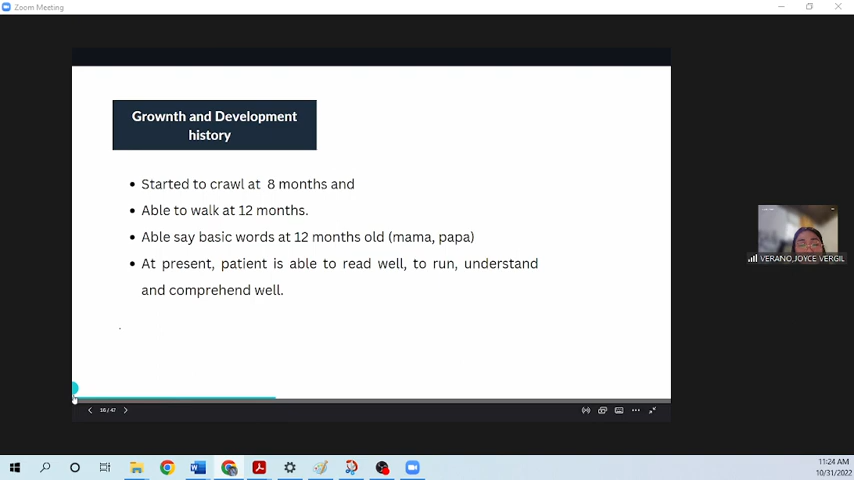 Zoom Meeting
Grownth and Development
history
• Started to crawl at 8 months and
• Able to walk at 12 months.
• Able say basic words at 12 months old (mama, papa)
• At present, patient is able to read well, to run, understand
and comprehend well.
VERANO,JOYCE VERGIL
16 / 47
11:24 AM
10/31/2022